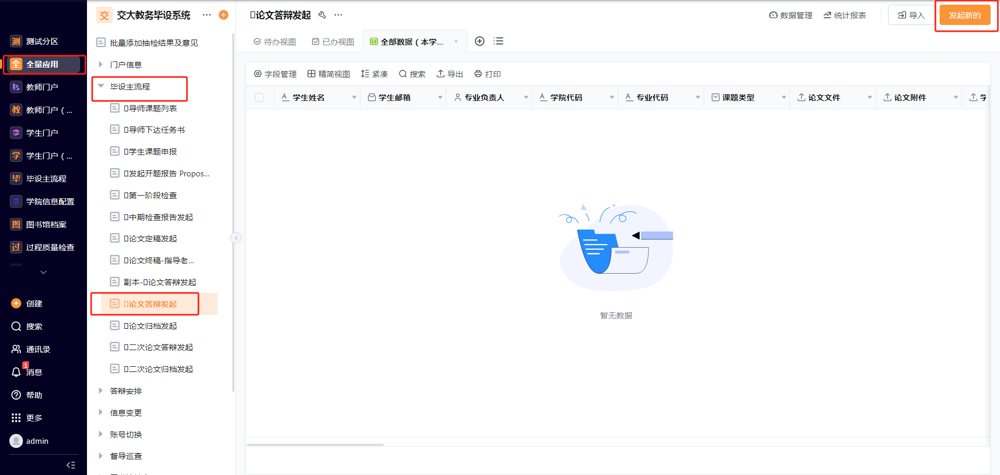 测 测试分区
全 全量应用
教师门户
教 教师门户（...
学生门户
学 学生门户（...
毕 毕设主流程
学院信息配置
图 图书馆档案
过 过程质量检查
创建
搜索
通讯录
1
消息
帮助
更多
admin
交 交大教务毕设系统
批量添加抽检结果及意见
门户信息
毕设主流程
导师课题列表
导师下达任务书
学生课题申报
发起开题报告 Propos...
第一阶段检查
中期检查报告发起
论文定稿发起
论文终稿-指导老...
副本-论文答辩发起
论文答辩发起
论文归档发起
二次论文答辩发起
二次论文归档发起
答辩安排
信息变更
账号切换
督导巡查
论文答辩发起
数据管理 统计报表 导入 发起新的
待办视图 已办视图 全部数据（本学...
字段管理 精简视图 紧凑 搜索 导出 打印
学生姓名 学生邮箱 专业负责人 学院代码 专业代码 课题类型 论文文件 论文附件 学
暂无数据